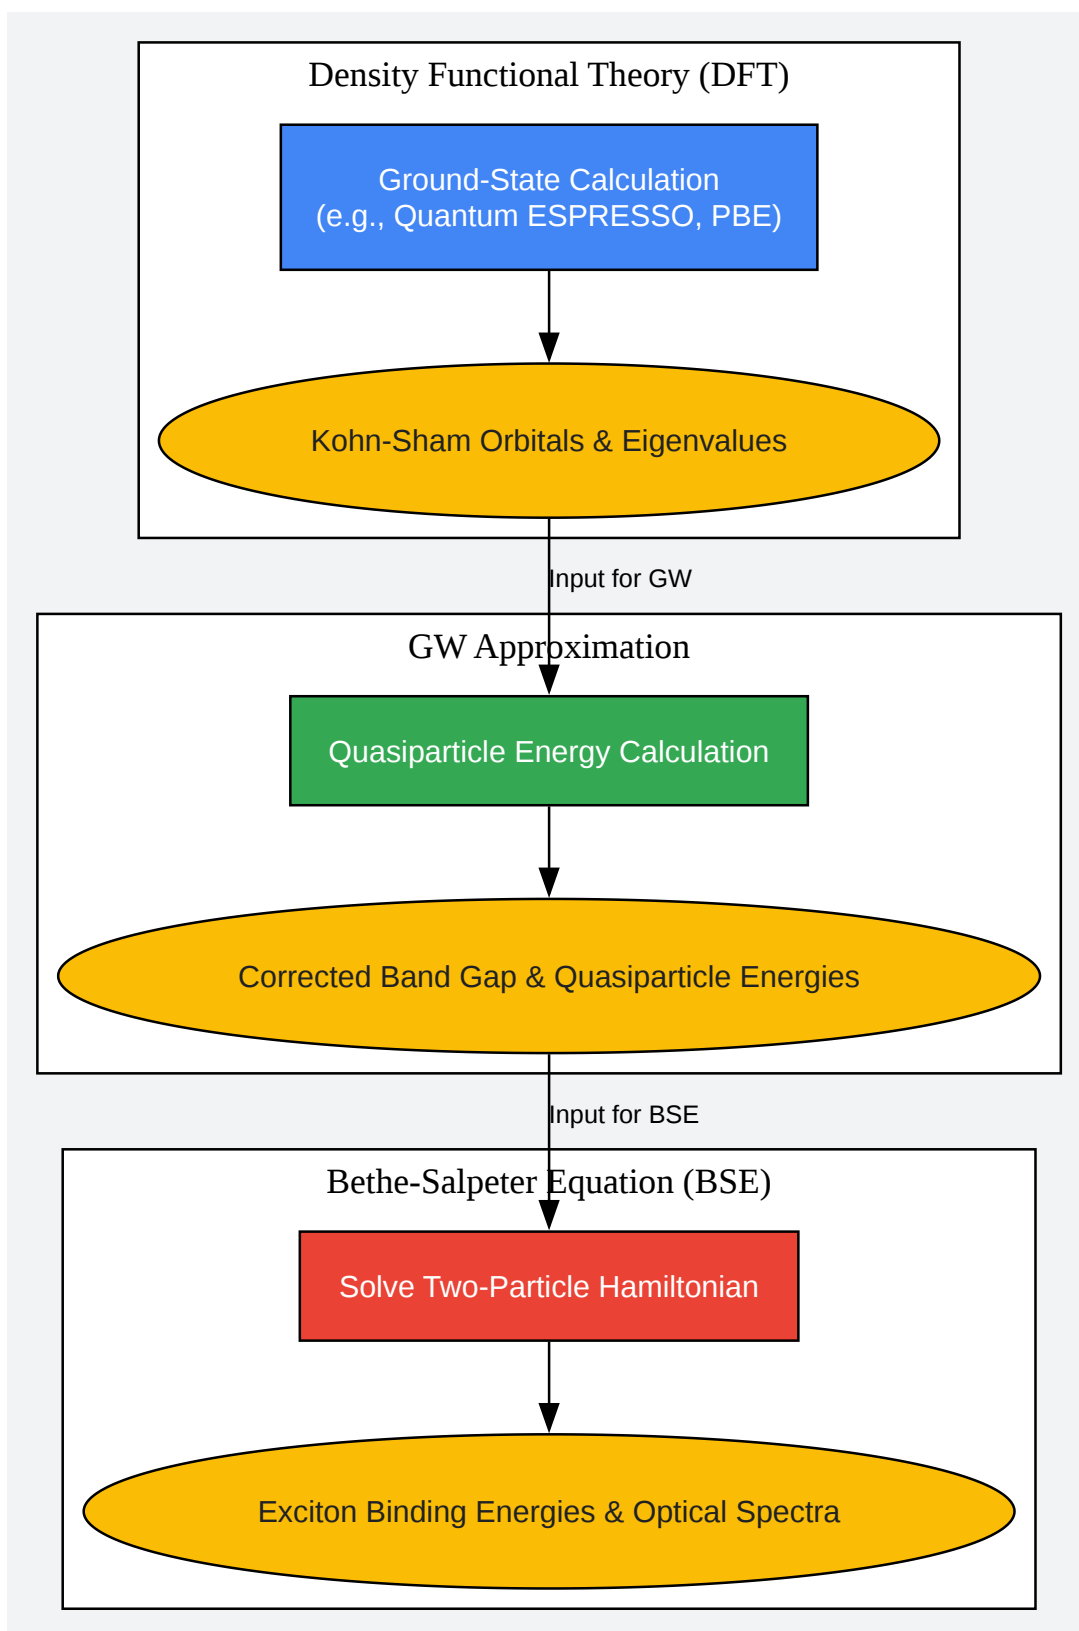 Density Functional Theory (DFT)
Ground-State Calculation
(e.g., Quantum ESPRESSO, PBE)
Kohn-Sham Orbitals & Eigenvalues
Input for GW
GW Approximation
Quasiparticle Energy Calculation
Corrected Band Gap & Quasiparticle Energies
Input for BSE
Bethe-Salpeter Equation (BSE)
Solve Two-Particle Hamiltonian
Exciton Binding Energies & Optical Spectra